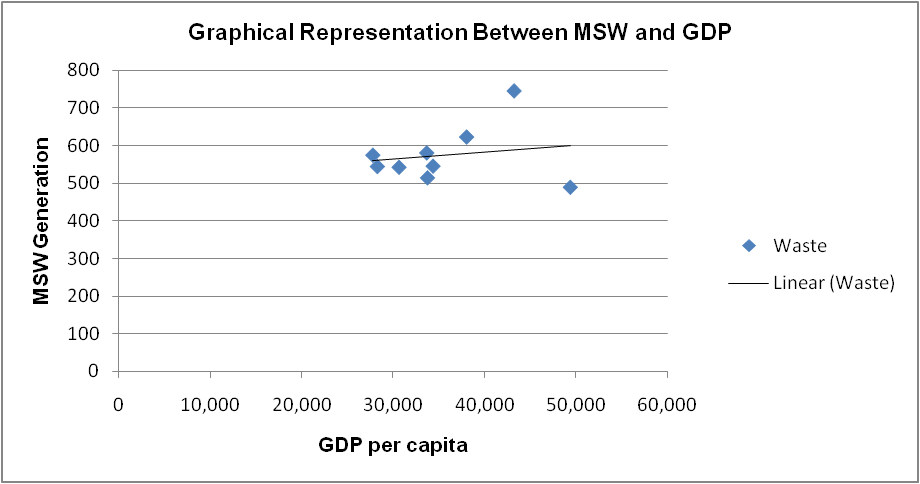 Graphical Representation Between MSW and GDP
800
700
600
500
400
300
200
100
0
MSW Generation
0 10,000 20,000 30,000 40,000 50,000 60,000
GDP per capita
Waste
Linear (Waste)